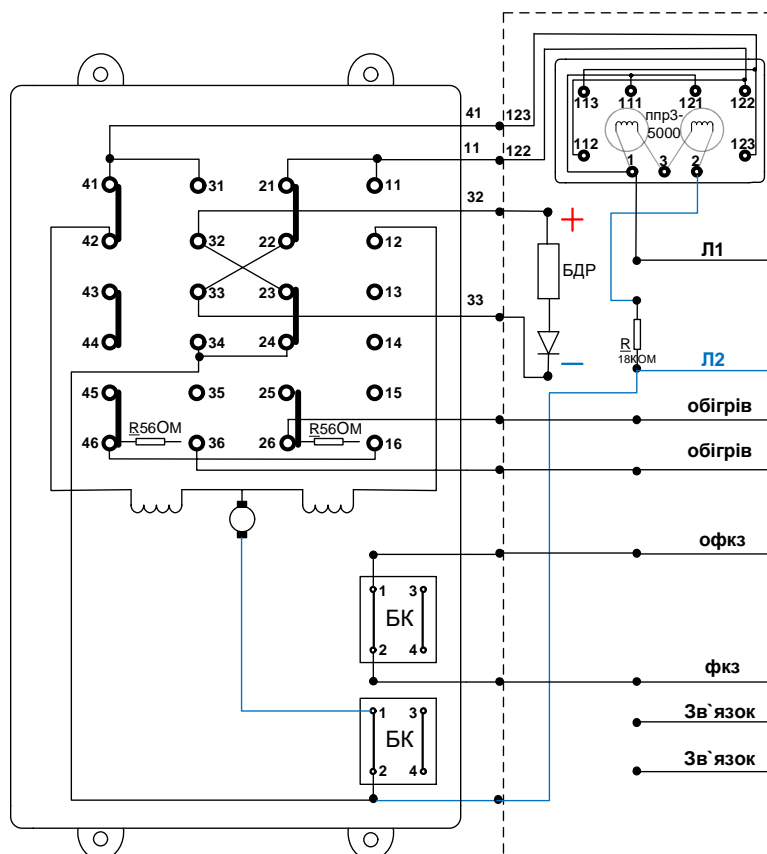 113 111 121 122
ппр3-
5000
112 123
1 3 2
41 123
11 122
41 31 21 11
32
42 32 22 12
+
БДР
Л1
43 33 23 13
33
44 34 24 14
R
18КОМ
−
Л2
45 35 25 15
обігрів
R56ОМ R56ОМ
46 36 26 16
обігрів
офкз
1 3
БК
2 4
фкз
1 3
Зв`язок
БК
2 4
Зв`язок